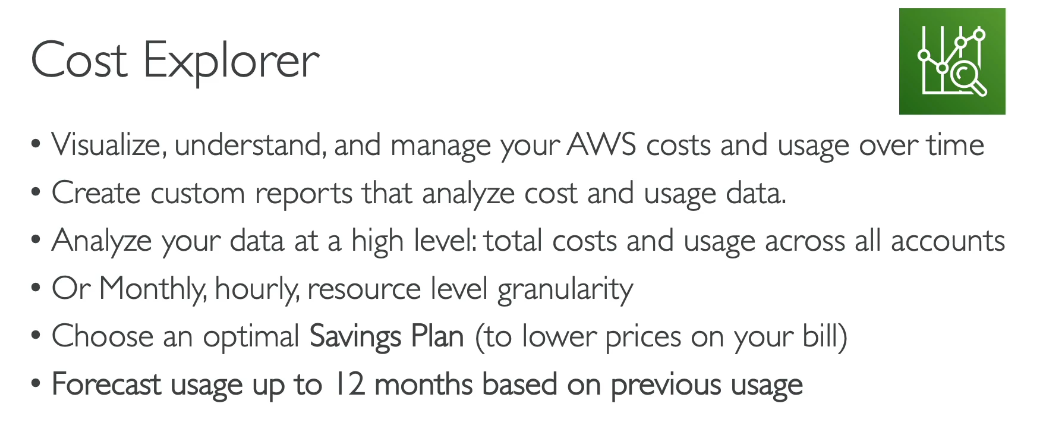 Cost Explorer
• Visualize, understand, and manage your AWS costs and usage over time
• Create custom reports that analyze cost and usage data.
• Analyze your data at a high level: total costs and usage across all accounts
• Or Monthly, hourly, resource level granularity
• Choose an optimal Savings Plan (to lower prices on your bill)
• Forecast usage up to 12 months based on previous usage